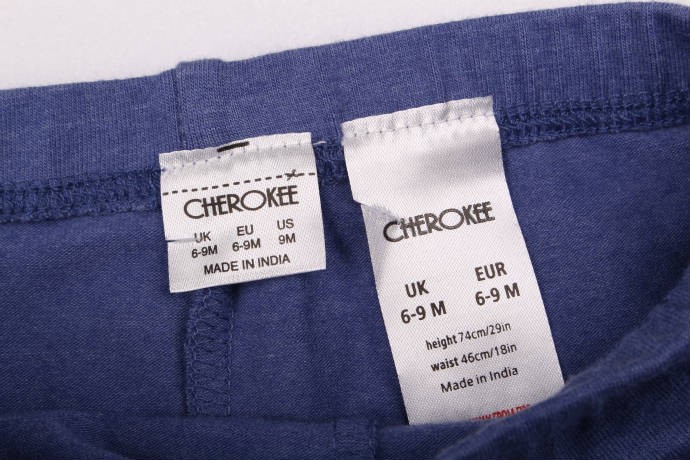 CHEROKEE
UK EU US
6-9M 6-9M 9M
MADE IN INDIA
CHEROKEE
UK EUR
6-9 M 6-9 M
height 74cm/29in
waist 46cm/18in
Made in India